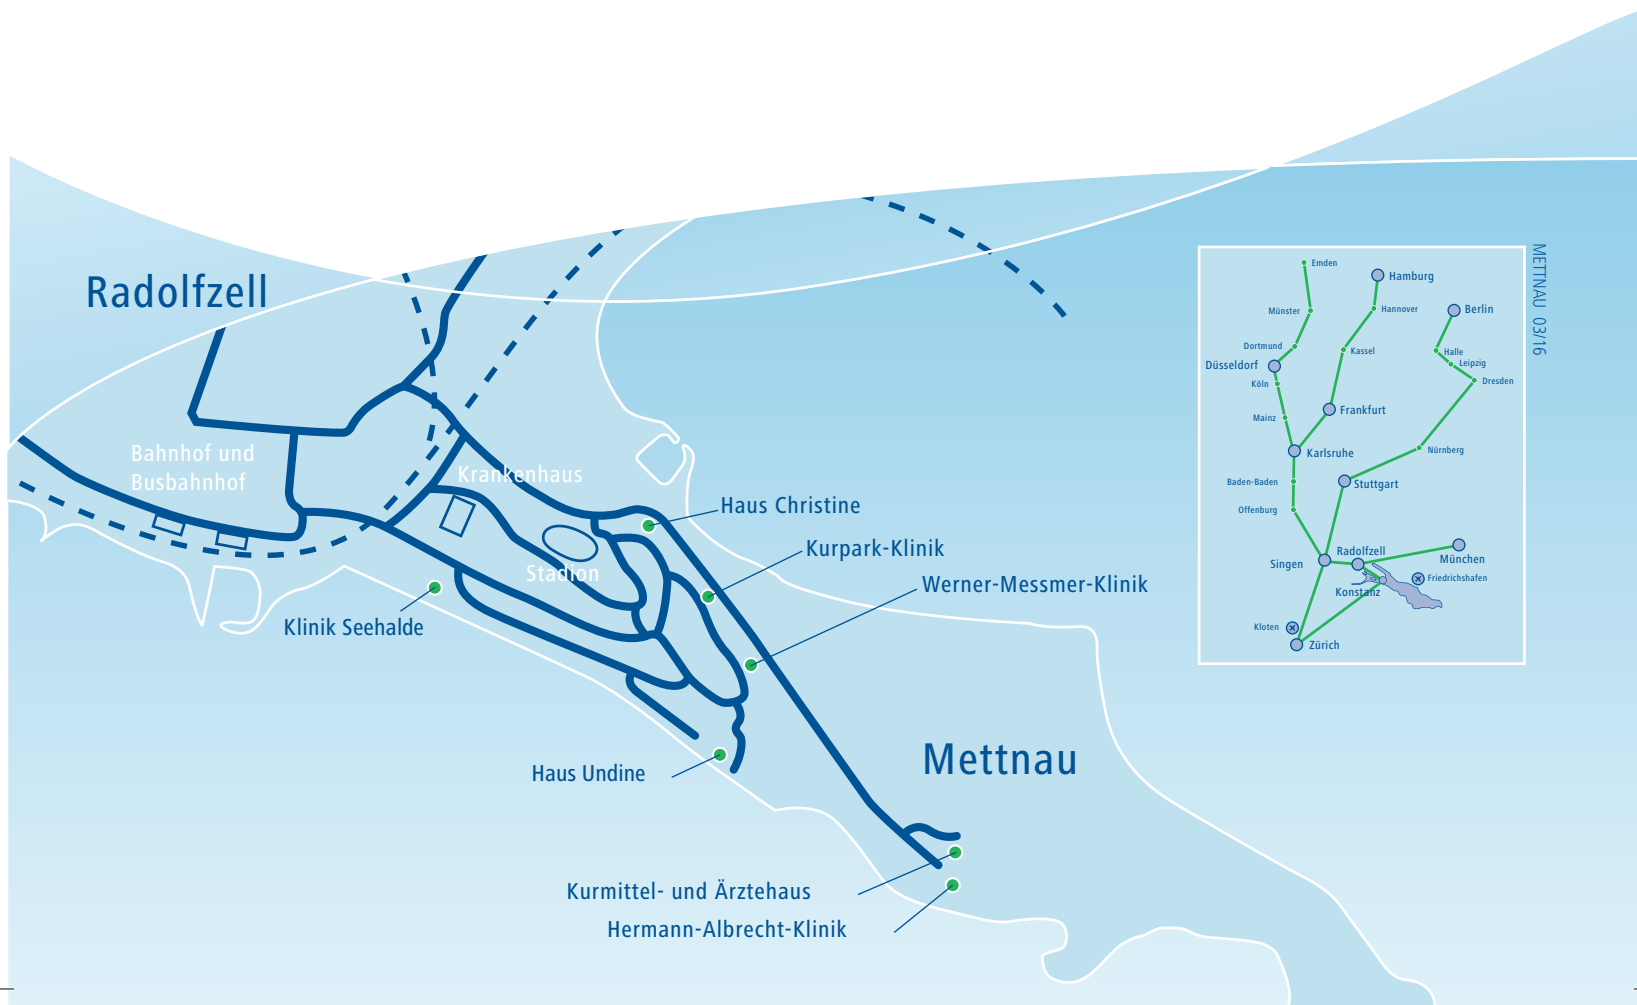 Radolfzell
Bahnhof und
Busbahnhof
Krankenhaus
Stadion
Haus Christine
Kurpark-Klinik
Werner-Messmer-Klinik
Klinik Seehalde
Haus Undine
Mettnau
Kurmittel- und Ärztehaus
Hermann-Albrecht-Klinik
Emden
Hamburg
Münster
Hannover
Berlin
Dortmund
Kassel
Halle
Leipzig
Düsseldorf
Köln
Dresden
Mainz
Frankfurt
Karlsruhe
Nürnberg
Baden-Baden
Stuttgart
Offenburg
Singen
Radolfzell
München
Friedrichshafen
Konstanz
Kloten
Zürich
METTNAU 03/16